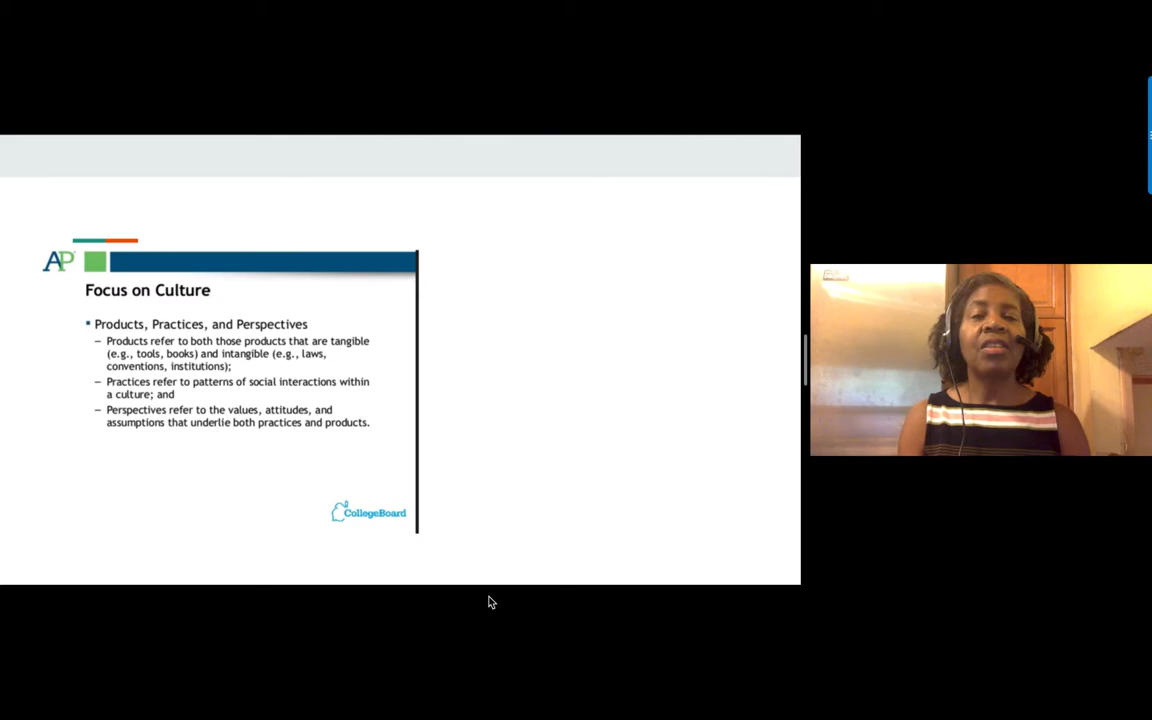 AP
Focus on Culture
Products, Practices, and Perspectives
– Products refer to both those products that are tangible
(e.g., tools, books) and intangible (e.g., laws,
conventions, institutions);
– Practices refer to patterns of social interactions within
a culture; and
– Perspectives refer to the values, attitudes, and
assumptions that underlie both practices and products.
CollegeBoard